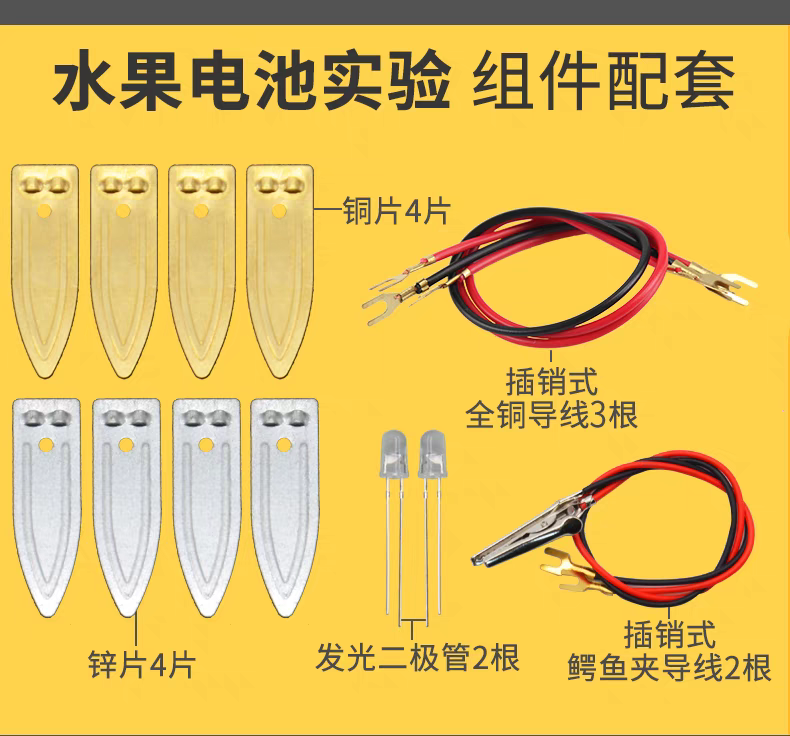 水果电池实验 组件配套
铜片4片
插销式
全铜导线3根
锌片4片
发光二极管2根
插销式
鳄鱼夹导线2根